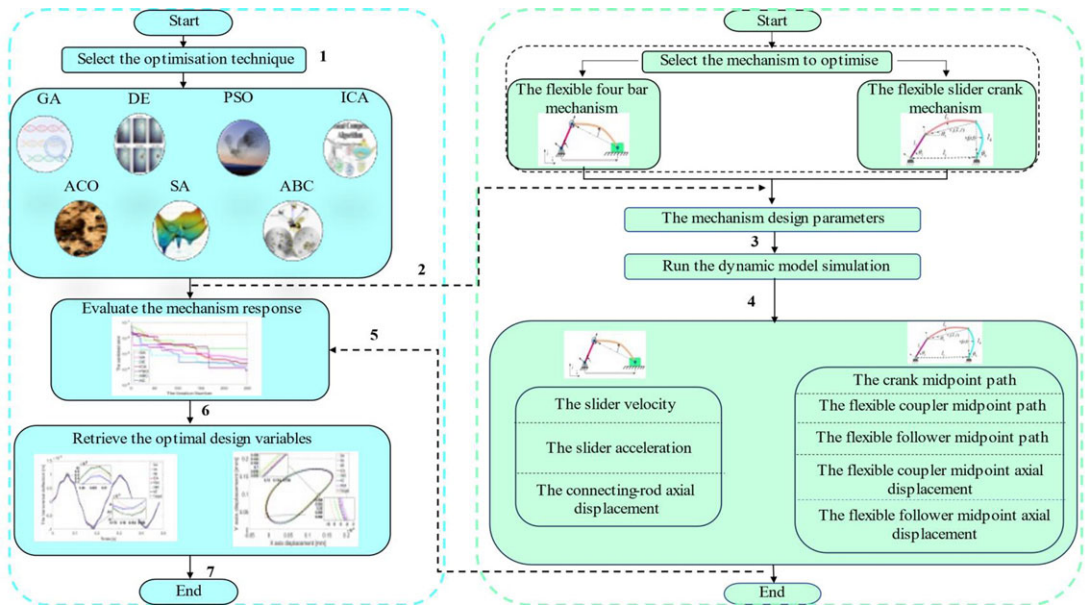 Start
Select the optimisation technique
1
GA
DE
PSO
ICA
Algorithm
ACO
SA
ABC
2
Evaluate the mechanism response
5
6
Retrieve the optimal design variables
7
End
Start
Select the mechanism to optimise
The flexible four bar
mechanism
The flexible slider crank
mechanism
The mechanism design parameters
3
Run the dynamic model simulation
4
The slider velocity
The slider acceleration
The connecting-rod axial
displacement
The crank midpoint path
The flexible coupler midpoint path
The flexible follower midpoint path
The flexible coupler midpoint axial
displacement
The flexible follower midpoint axial
displacement
End